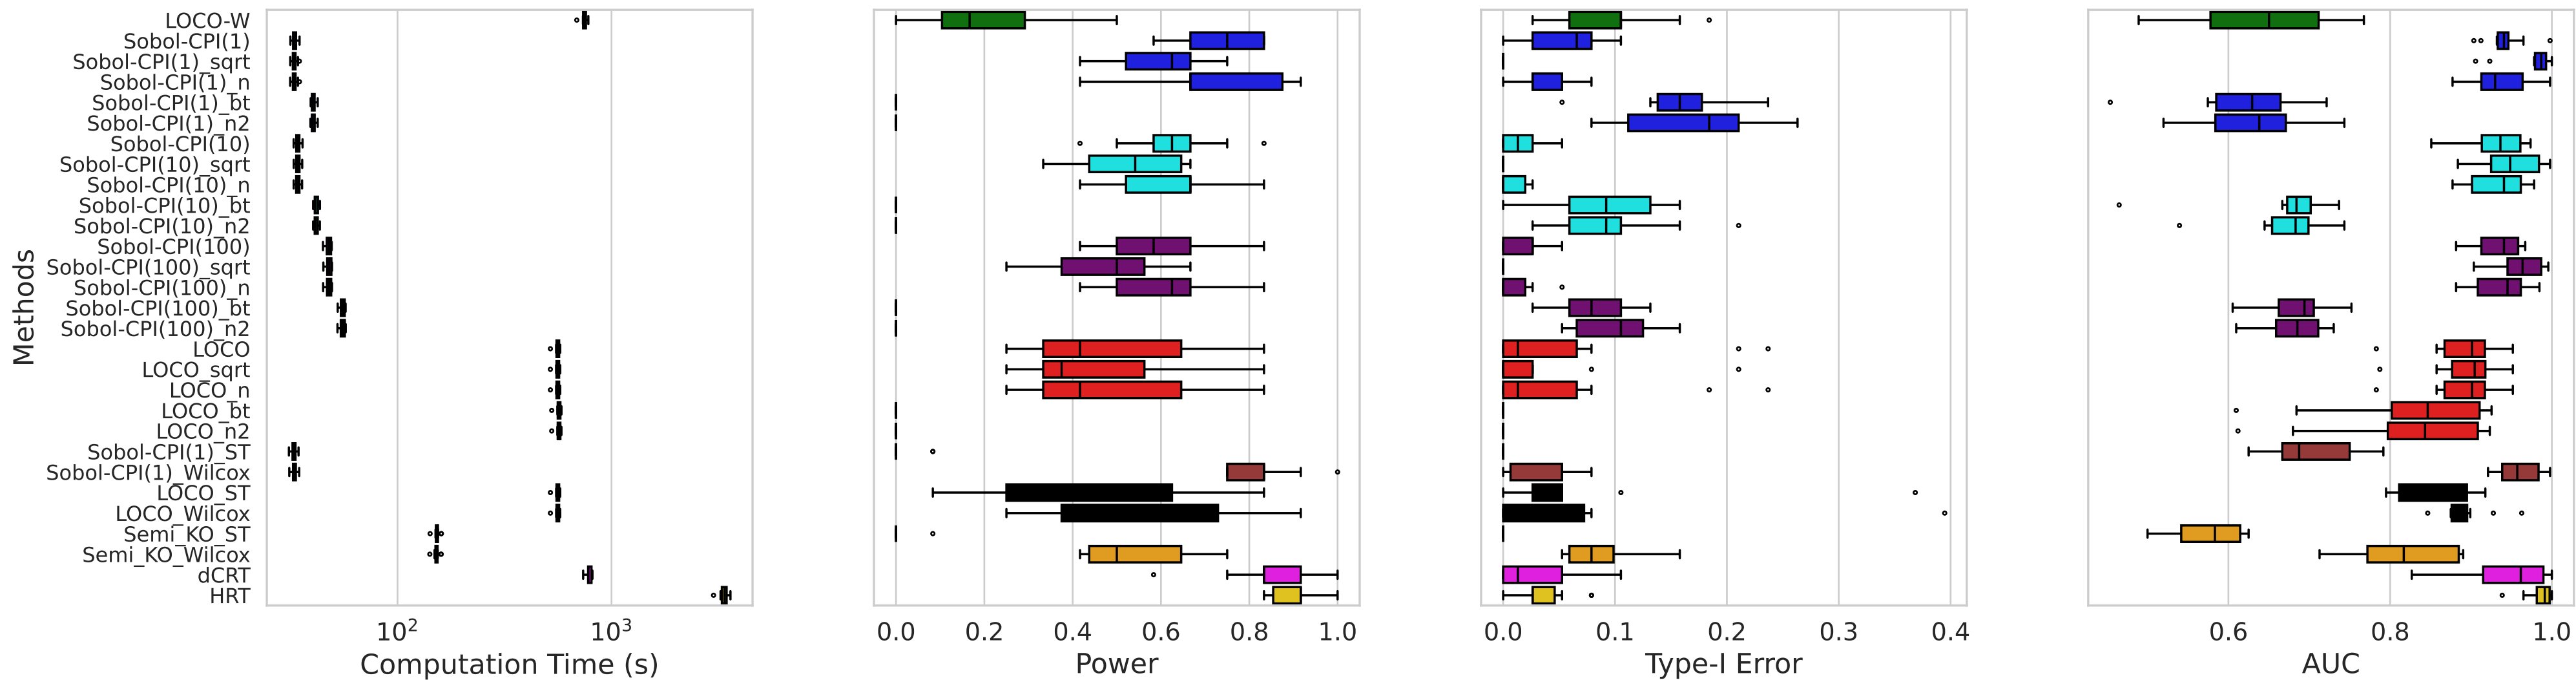 Methods
LOCO-W
Sobol-CPI(1)
Sobol-CPI(1)_sqrt
Sobol-CPI(1)_n
Sobol-CPI(1)_bt
Sobol-CPI(1)_n2
Sobol-CPI(10)
Sobol-CPI(10)_sqrt
Sobol-CPI(10)_n
Sobol-CPI(10)_bt
Sobol-CPI(10)_n2
Sobol-CPI(100)
Sobol-CPI(100)_sqrt
Sobol-CPI(100)_n
Sobol-CPI(100)_bt
Sobol-CPI(100)_n2
LOCO
LOCO_sqrt
LOCO_n
LOCO_bt
LOCO_n2
Sobol-CPI(1)_ST
Sobol-CPI(1)_Wilcox
LOCO_ST
LOCO_Wilcox
Semi_KO_ST
Semi_KO_Wilcox
dCRT
HRT
10² 10³
Computation Time (s)
0.0 0.2 0.4 0.6 0.8 1.0
Power
0.0 0.1 0.2 0.3 0.4
Type-I Error
0.6 0.8 1.0
AUC